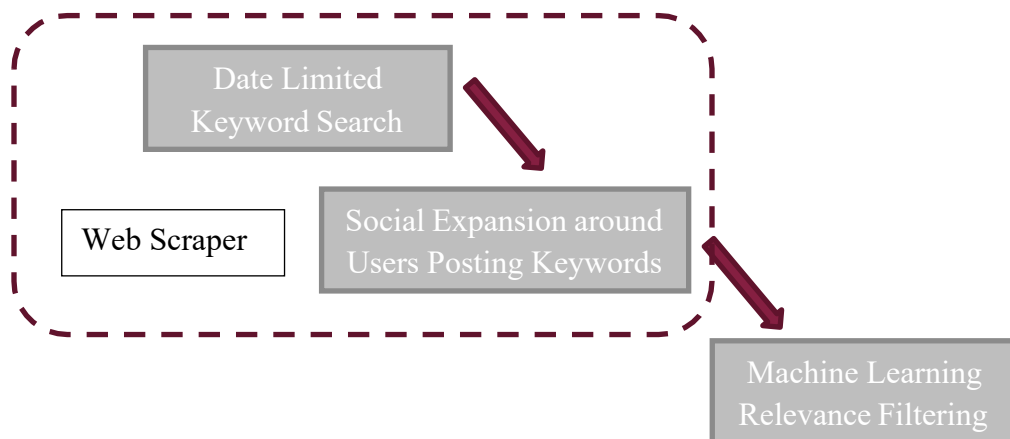 Date Limited
Keyword Search
Social Expansion around
Users Posting Keywords
Web Scraper
Machine Learning
Relevance Filtering